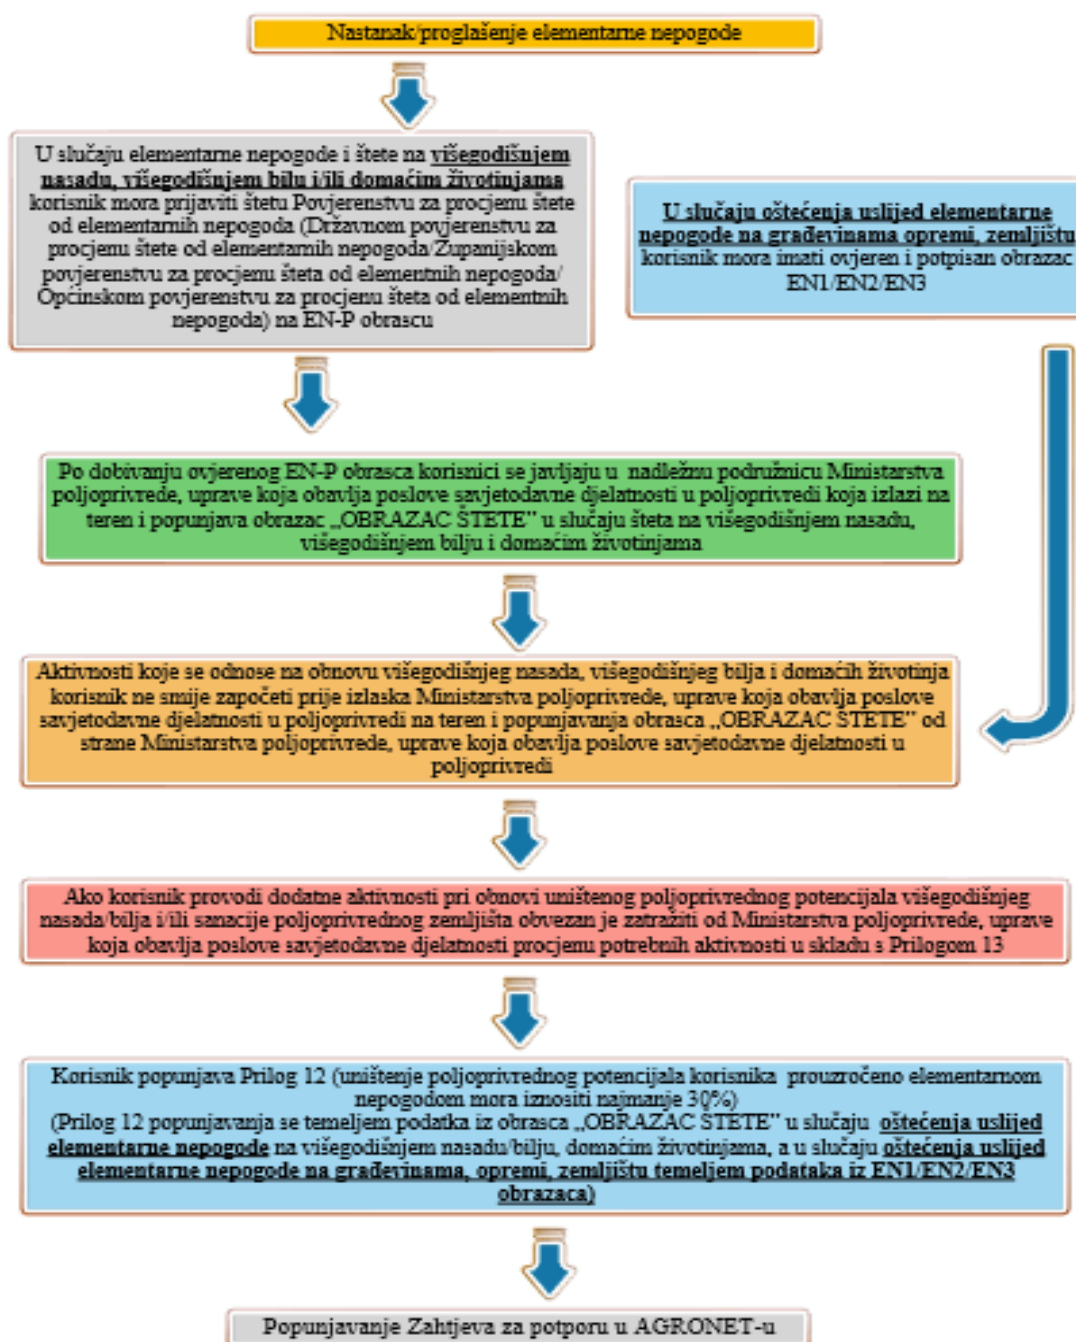 Nastanak/proglašenje elementarne nepogode
U slučaju elementarne nepogode i štete na višegodišnjem
nasadu, višegodišnjem bilu i/ili domaćim životinjama
korisnik mora prijaviti štetu Povjerenstvu za procjemu štete
od elementarnih nepogoda (Državnom povjerenstvu za
procjemu štete od elementarnih nepogoda/Županijskom
povjerenstvu za procjemu šteta od elementnih nepogoda/
Općinskom povjerenstvu za procjemu šteta od elementnih
nepogoda) na EN-P obrascu
U slučaju oštećenja uslijed elementarne
nepogode na građevinama opremi, zemljištu
korisnik mora imati ovjeren i potpisan obrazac
EN1/EN2/EN3
Po dobivanju ovjerenog EN-P obrasca korisnici se javljaju u nadležnu podružnicu Ministarstva
poljoprivrede, uprave koja obavlja poslove savjetodavne djelatnosti u poljoprivredi koja izlazi na
teren i popunjava obrazac „OBRAZAC ŠTETE” u slučaju šteta na višegodišnjem nasadu,
višegodišnjem bilju i domaćim životinjama
Aktivnosti koje se odnose na obnovu višegodišnjeg nasada, višegodišnjeg bilja i domaćih životinja
korisnik ne smije započeti prije izlaska Ministarstva poljoprivrede, uprave koja obavlja poslove
savjetodavne djelatnosti u poljoprivredi na teren i popunjavanja obrasca „OBRAZAC ŠTETE” od
strane Ministarstva poljoprivrede, uprave koja obavlja poslove savjetodavne djelatnosti u
poljoprivredi
Ako korisnik provodi dodatne aktivnosti pri obnovi uništenog poljoprivrednog potencijala višegodišnjeg
nasada/bilja i/ili sanacije poljoprivrednog zemljišta obvezan je zatražiti od Ministarstva poljoprivrede, uprave
koja obavlja poslove savjetodavne djelatnosti procjemu potrebnih aktivnosti u skladu s Prilogom 13
Korisnik popunjava Prilog 12 (uništenje poljoprivrednog potencijala korisnika prouzročeno elementarnom
nepogodom mora iznositi najmanje 30%)
(Prilog 12 popunjavanja se temeljem podatka iz obrasca „OBRAZAC ŠTETE” u slučaju oštećenja uslijed
elementarne nepogode na višegodišnjem nasadu/bilju, domaćim životinjama, a u slučaju oštećenja uslijed
elementarne nepogode na građevinama, opremi, zemljištu temeljem podataka iz EN1/EN2/EN3
obrazaca)
Popunjavanje Zahtjeva za potporu u AGRONET-u